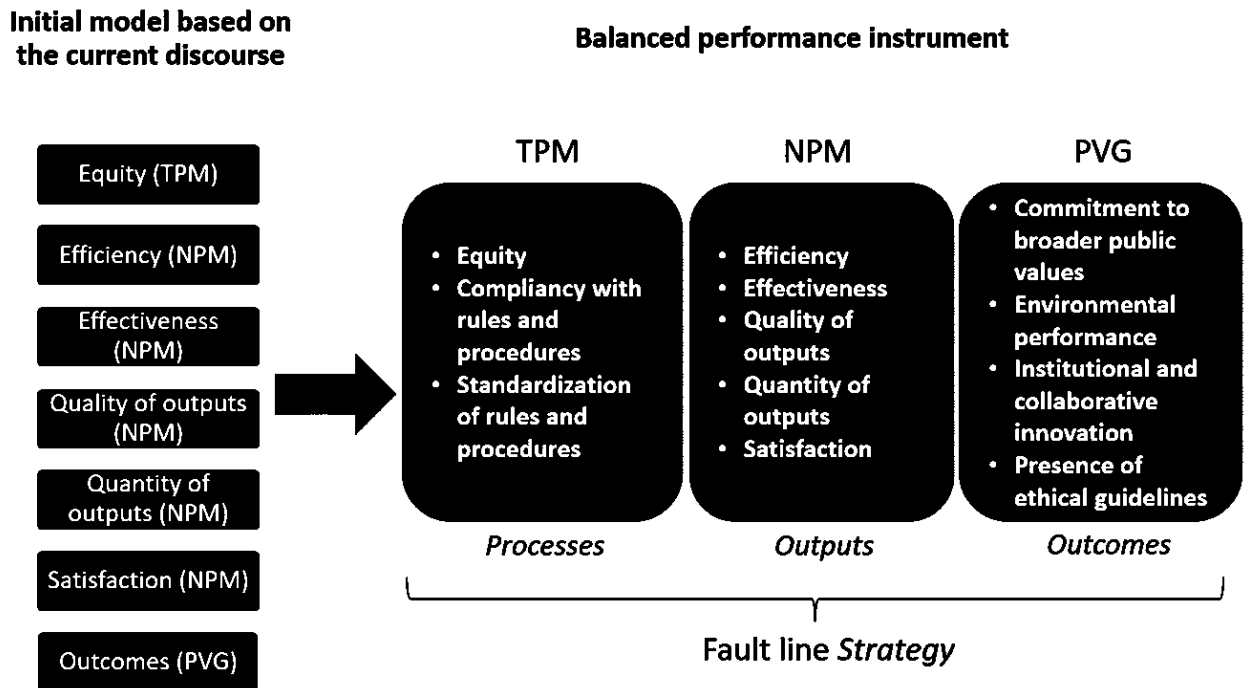 Initial model based on
the current discourse
Balanced performance instrument
Equity (TPM)
Efficiency (NPM)
Effectiveness
(NPM)
Quality of outputs
(NPM)
Quantity of
outputs (NPM)
Satisfaction (NPM)
Outcomes (PVG)
TPM
• Equity
• Compliancy with
rules and
procedures
• Standardization
of rules and
procedures
Processes
NPM
• Efficiency
• Effectiveness
• Quality of
outputs
• Quantity of
outputs
• Satisfaction
Outputs
PVG
• Commitment to
broader public
values
• Environmental
performance
• Institutional and
collaborative
innovation
• Presence of
ethical guidelines
Outcomes
Fault line Strategy